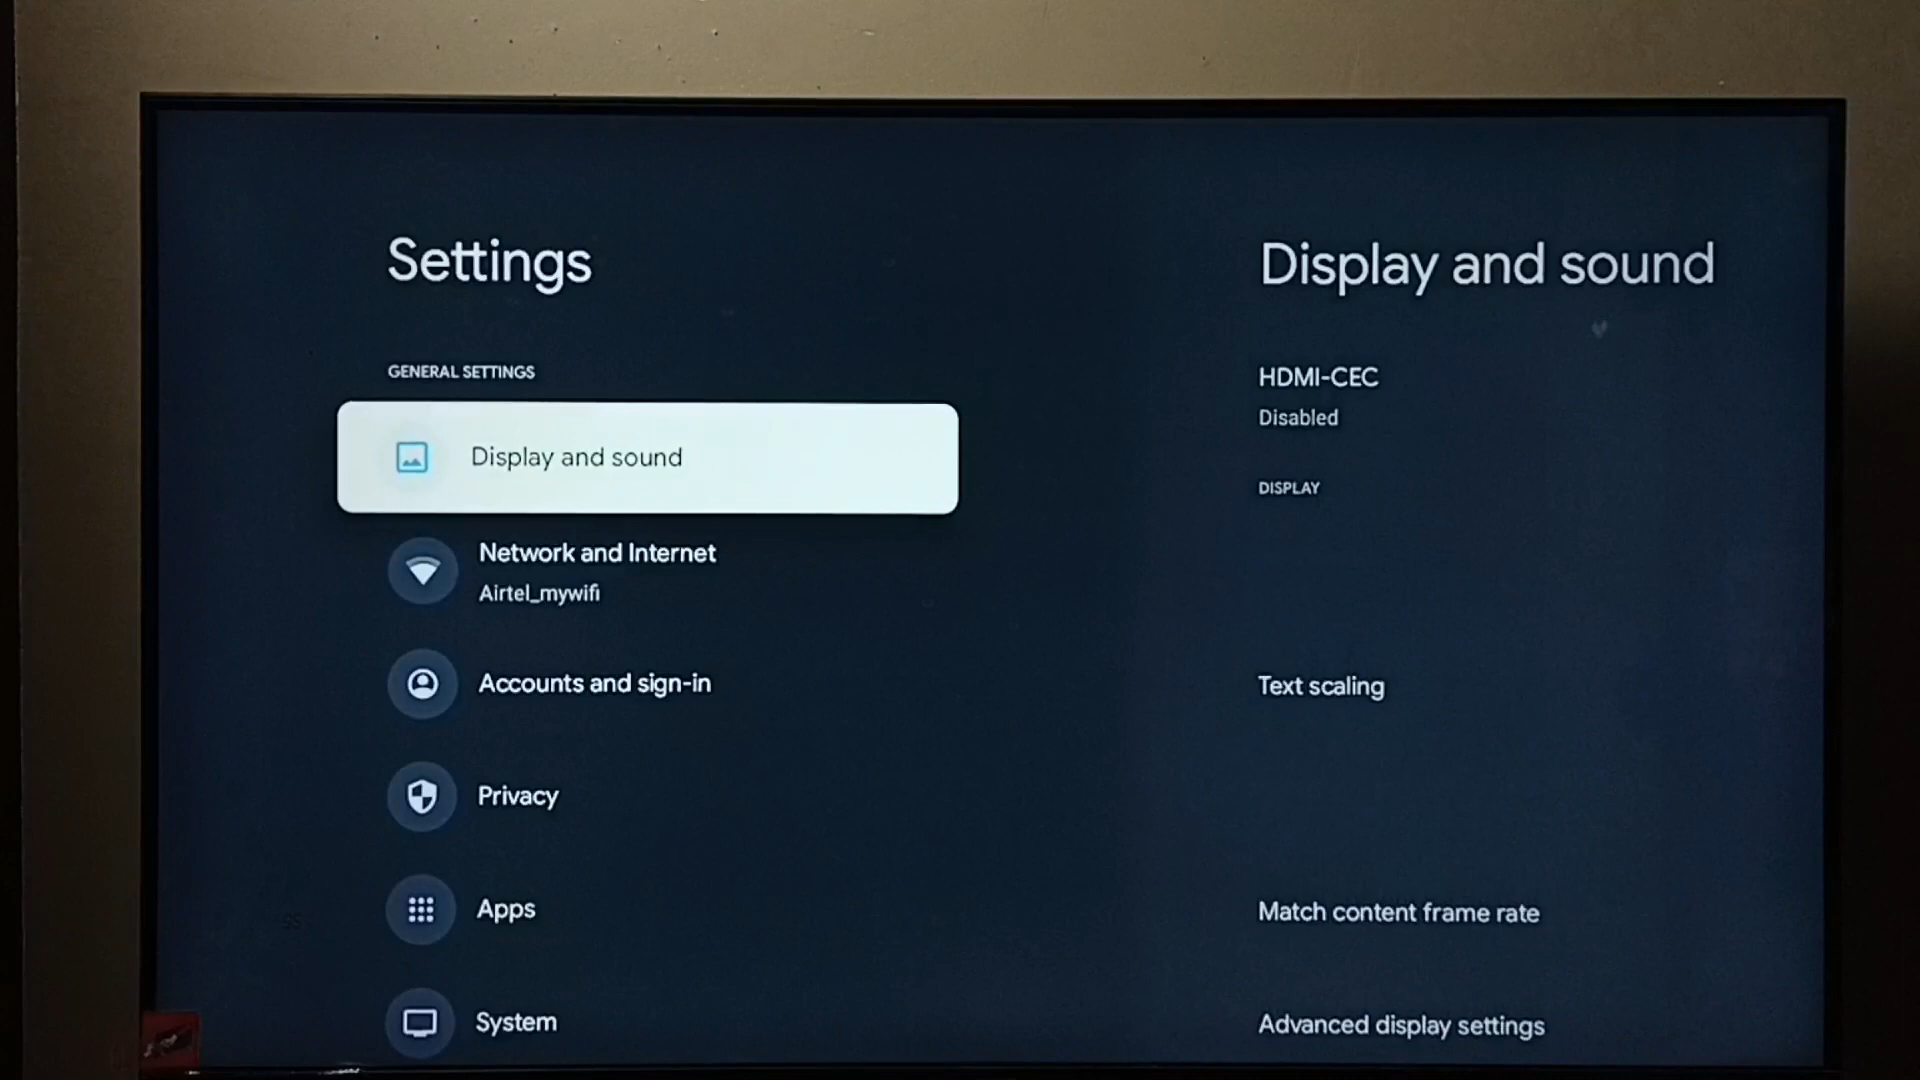 Settings
GENERAL SETTINGS
Display and sound
Network and Internet
Airtel_mywifi
Accounts and sign-in
Privacy
Apps
System
Display and sound
HDMI-CEC
Disabled
DISPLAY
Text scaling
Match content frame rate
Advanced display settings